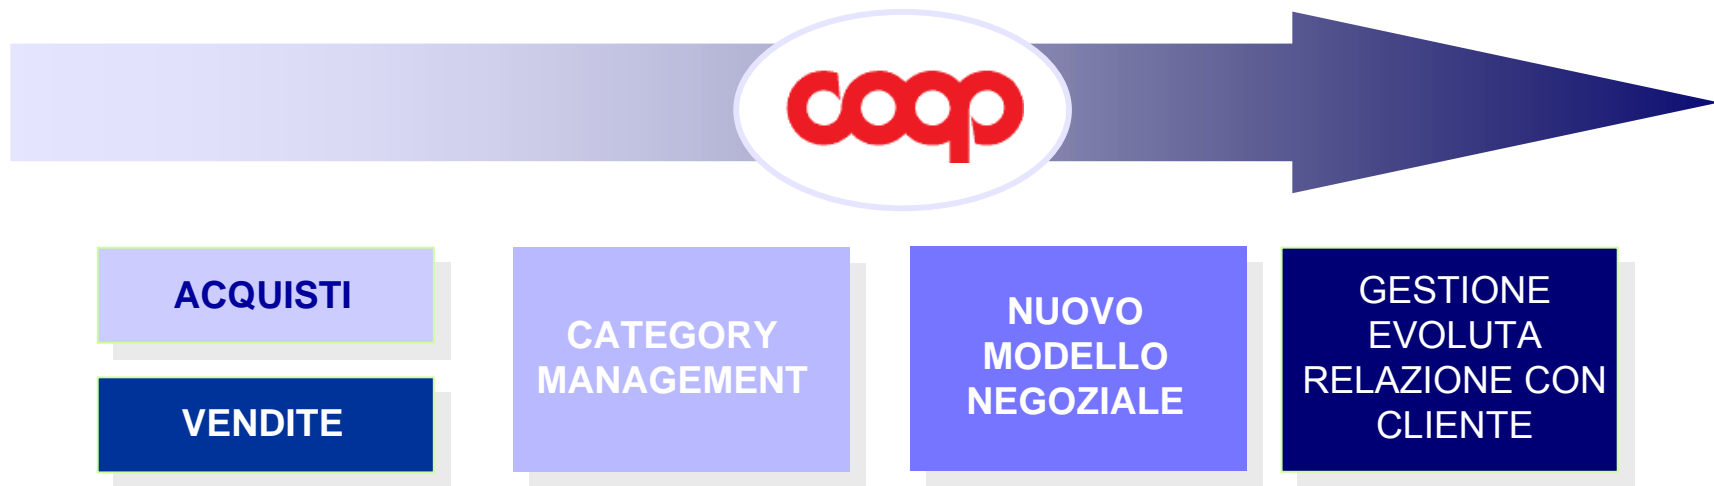 coop
ACQUISTI
VENDITE
CATEGORY
MANAGEMENT
NUOVO
MODELLO
NEGOZIALE
GESTIONE
EVOLUTA
RELAZIONE CON
CLIENTE